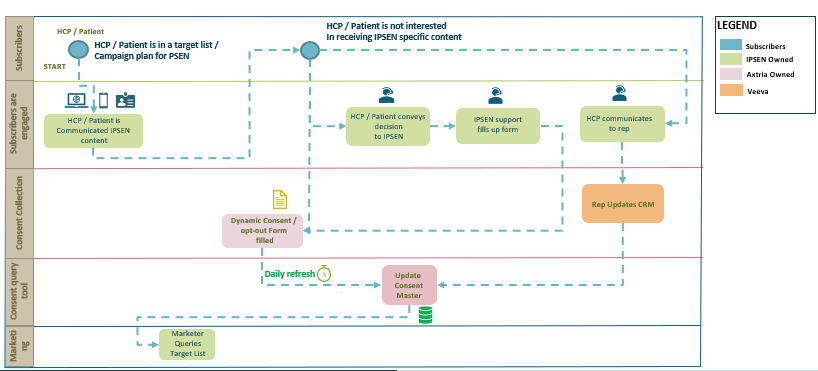 HCP / Patient
START
HCP / Patient is in a target list /
Campaign plan for PSEN
HCP / Patient is not interested
In receiving IPSEN specific content
LEGEND
Subscribers
IPSEN Owned
Axtria Owned
Veeva
Subscribers
Subscribers are
engaged
HCP / Patient is
Communicated IPSEN
content
HCP / Patient conveys
decision
to IPSEN
IPSEN support
fills up form
HCP communicates
to rep
Consent Collection
Dynamic Consent /
opt-out Form
filled
Rep Updates CRM
Consent query
tool
Daily refresh
Update
Consent
Master
Marketi
ng
Marketer
Queries
Target List